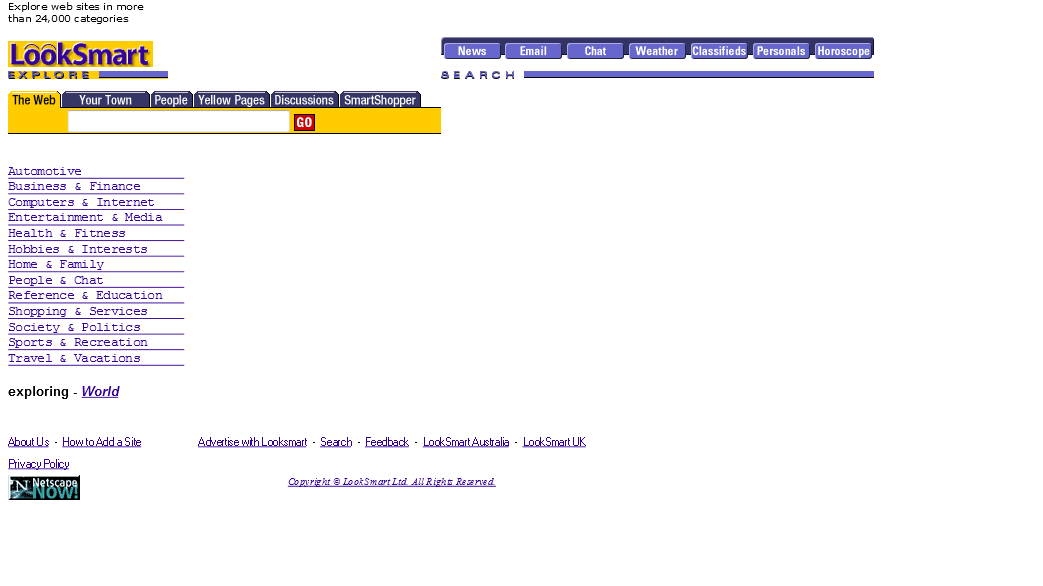 Explore web sites in more
than 24,000 categories
LookSmart
EXPLORE
News Email Chat Weather Classifieds Personals Horoscope
SEARCH
The Web Your Town People Yellow Pages Discussions SmartShopper
GO
Automotive
Business & Finance
Computers & Internet
Entertainment & Media
Health & Fitness
Hobbies & Interests
Home & Family
People & Chat
Reference & Education
Shopping & Services
Society & Politics
Sports & Recreation
Travel & Vacations
exploring - World
About Us - How to Add a Site Advertise with Looksmart - Search - Feedback - LookSmart Australia - LookSmart UK
Privacy Policy
N Netscape NOW!
Copyright © LookSmart Ltd. All Rights Reserved.